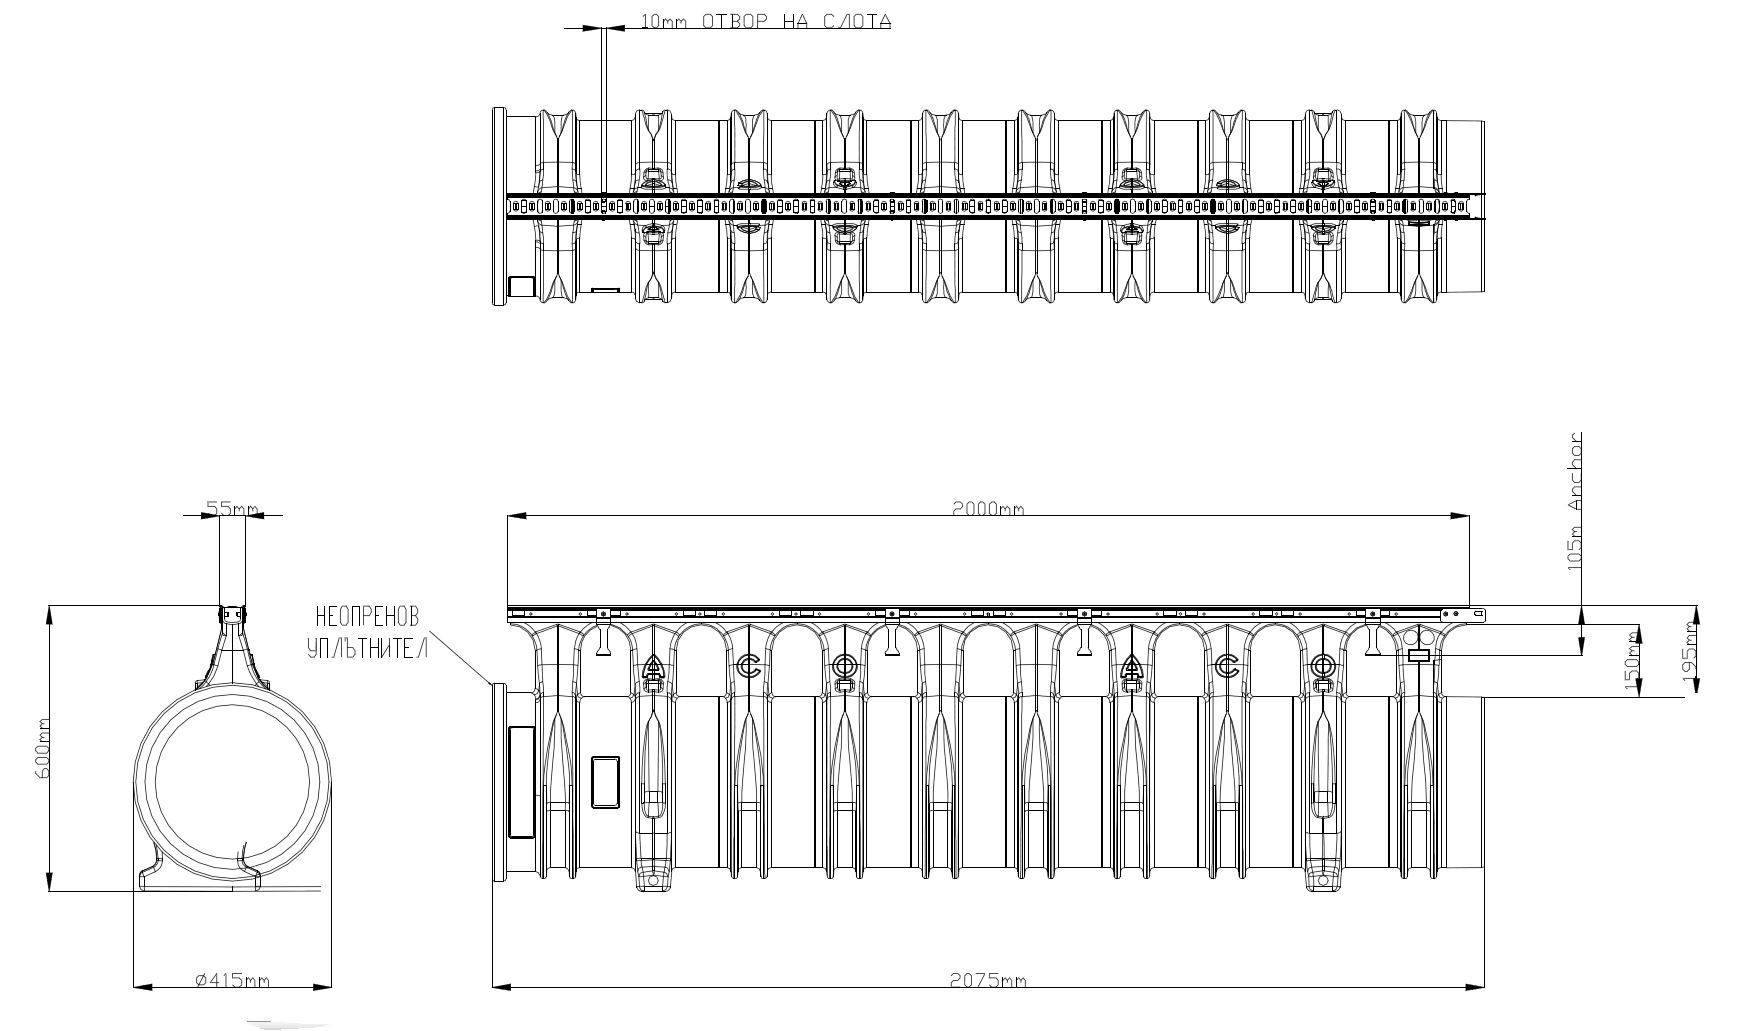 10mm ОТВОР НА СЛОТА
55mm
2000mm
105m Anchor
НЕОПРЕНОВ
УПЛЪТНИТЕЛ
600mm
150mm
195mm
A C O A C O
Ø415mm
2075mm